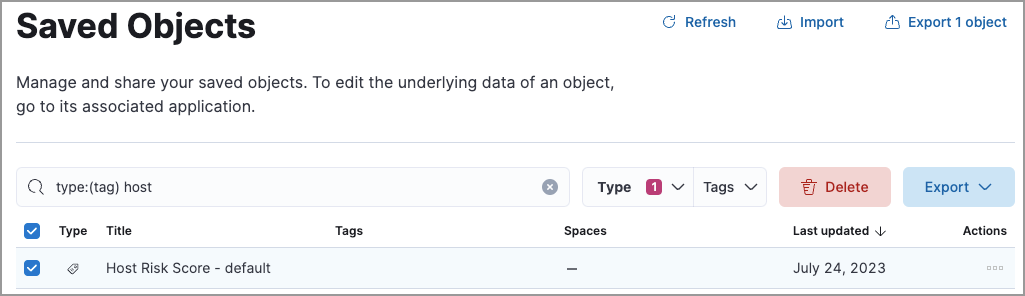 Saved Objects
Refresh Import Export 1 object
Manage and share your saved objects. To edit the underlying data of an object,
go to its associated application.
type:(tag) host Type 1 Tags Delete Export
Type Title Tags Spaces Last updated Actions
Host Risk Score - default — July 24, 2023